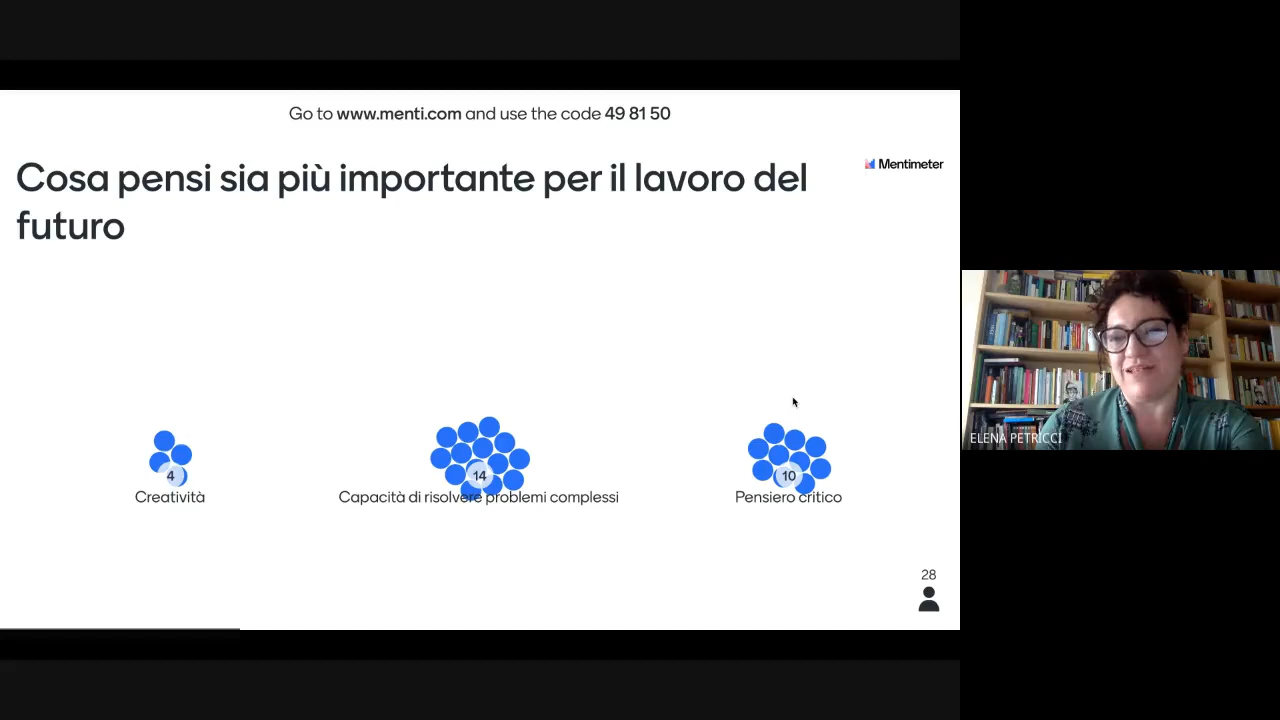 Go to www.menti.com and use the code 49 81 50
Mentimeter
Cosa pensi sia più importante per il lavoro del
futuro
4
14
10
Creatività
Capacità di risolvere problemi complessi
Pensiero critico
ELENA PETRICCI
28